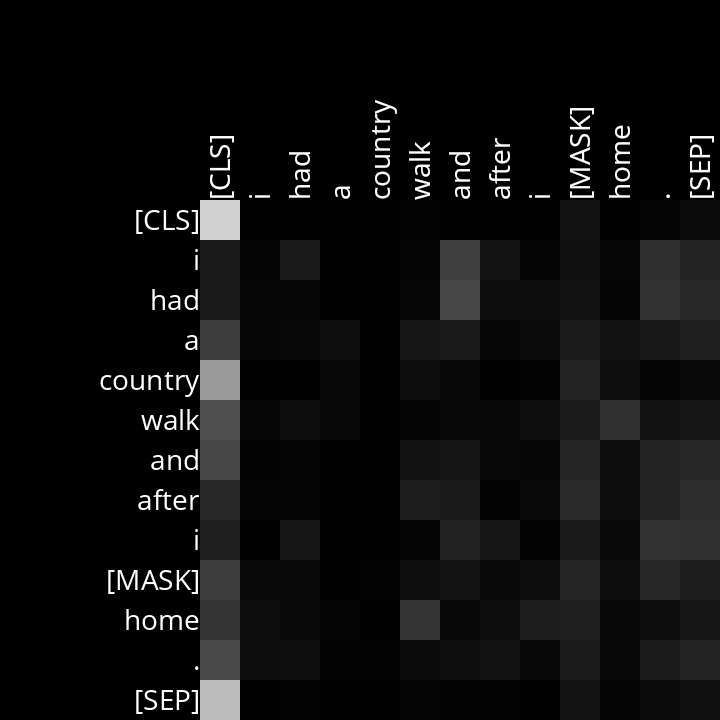 [CLS] i had a country walk and after i [MASK] home . [SEP]
[CLS]
i
had
a
country
walk
and
after
i
[MASK]
home
.
[SEP]